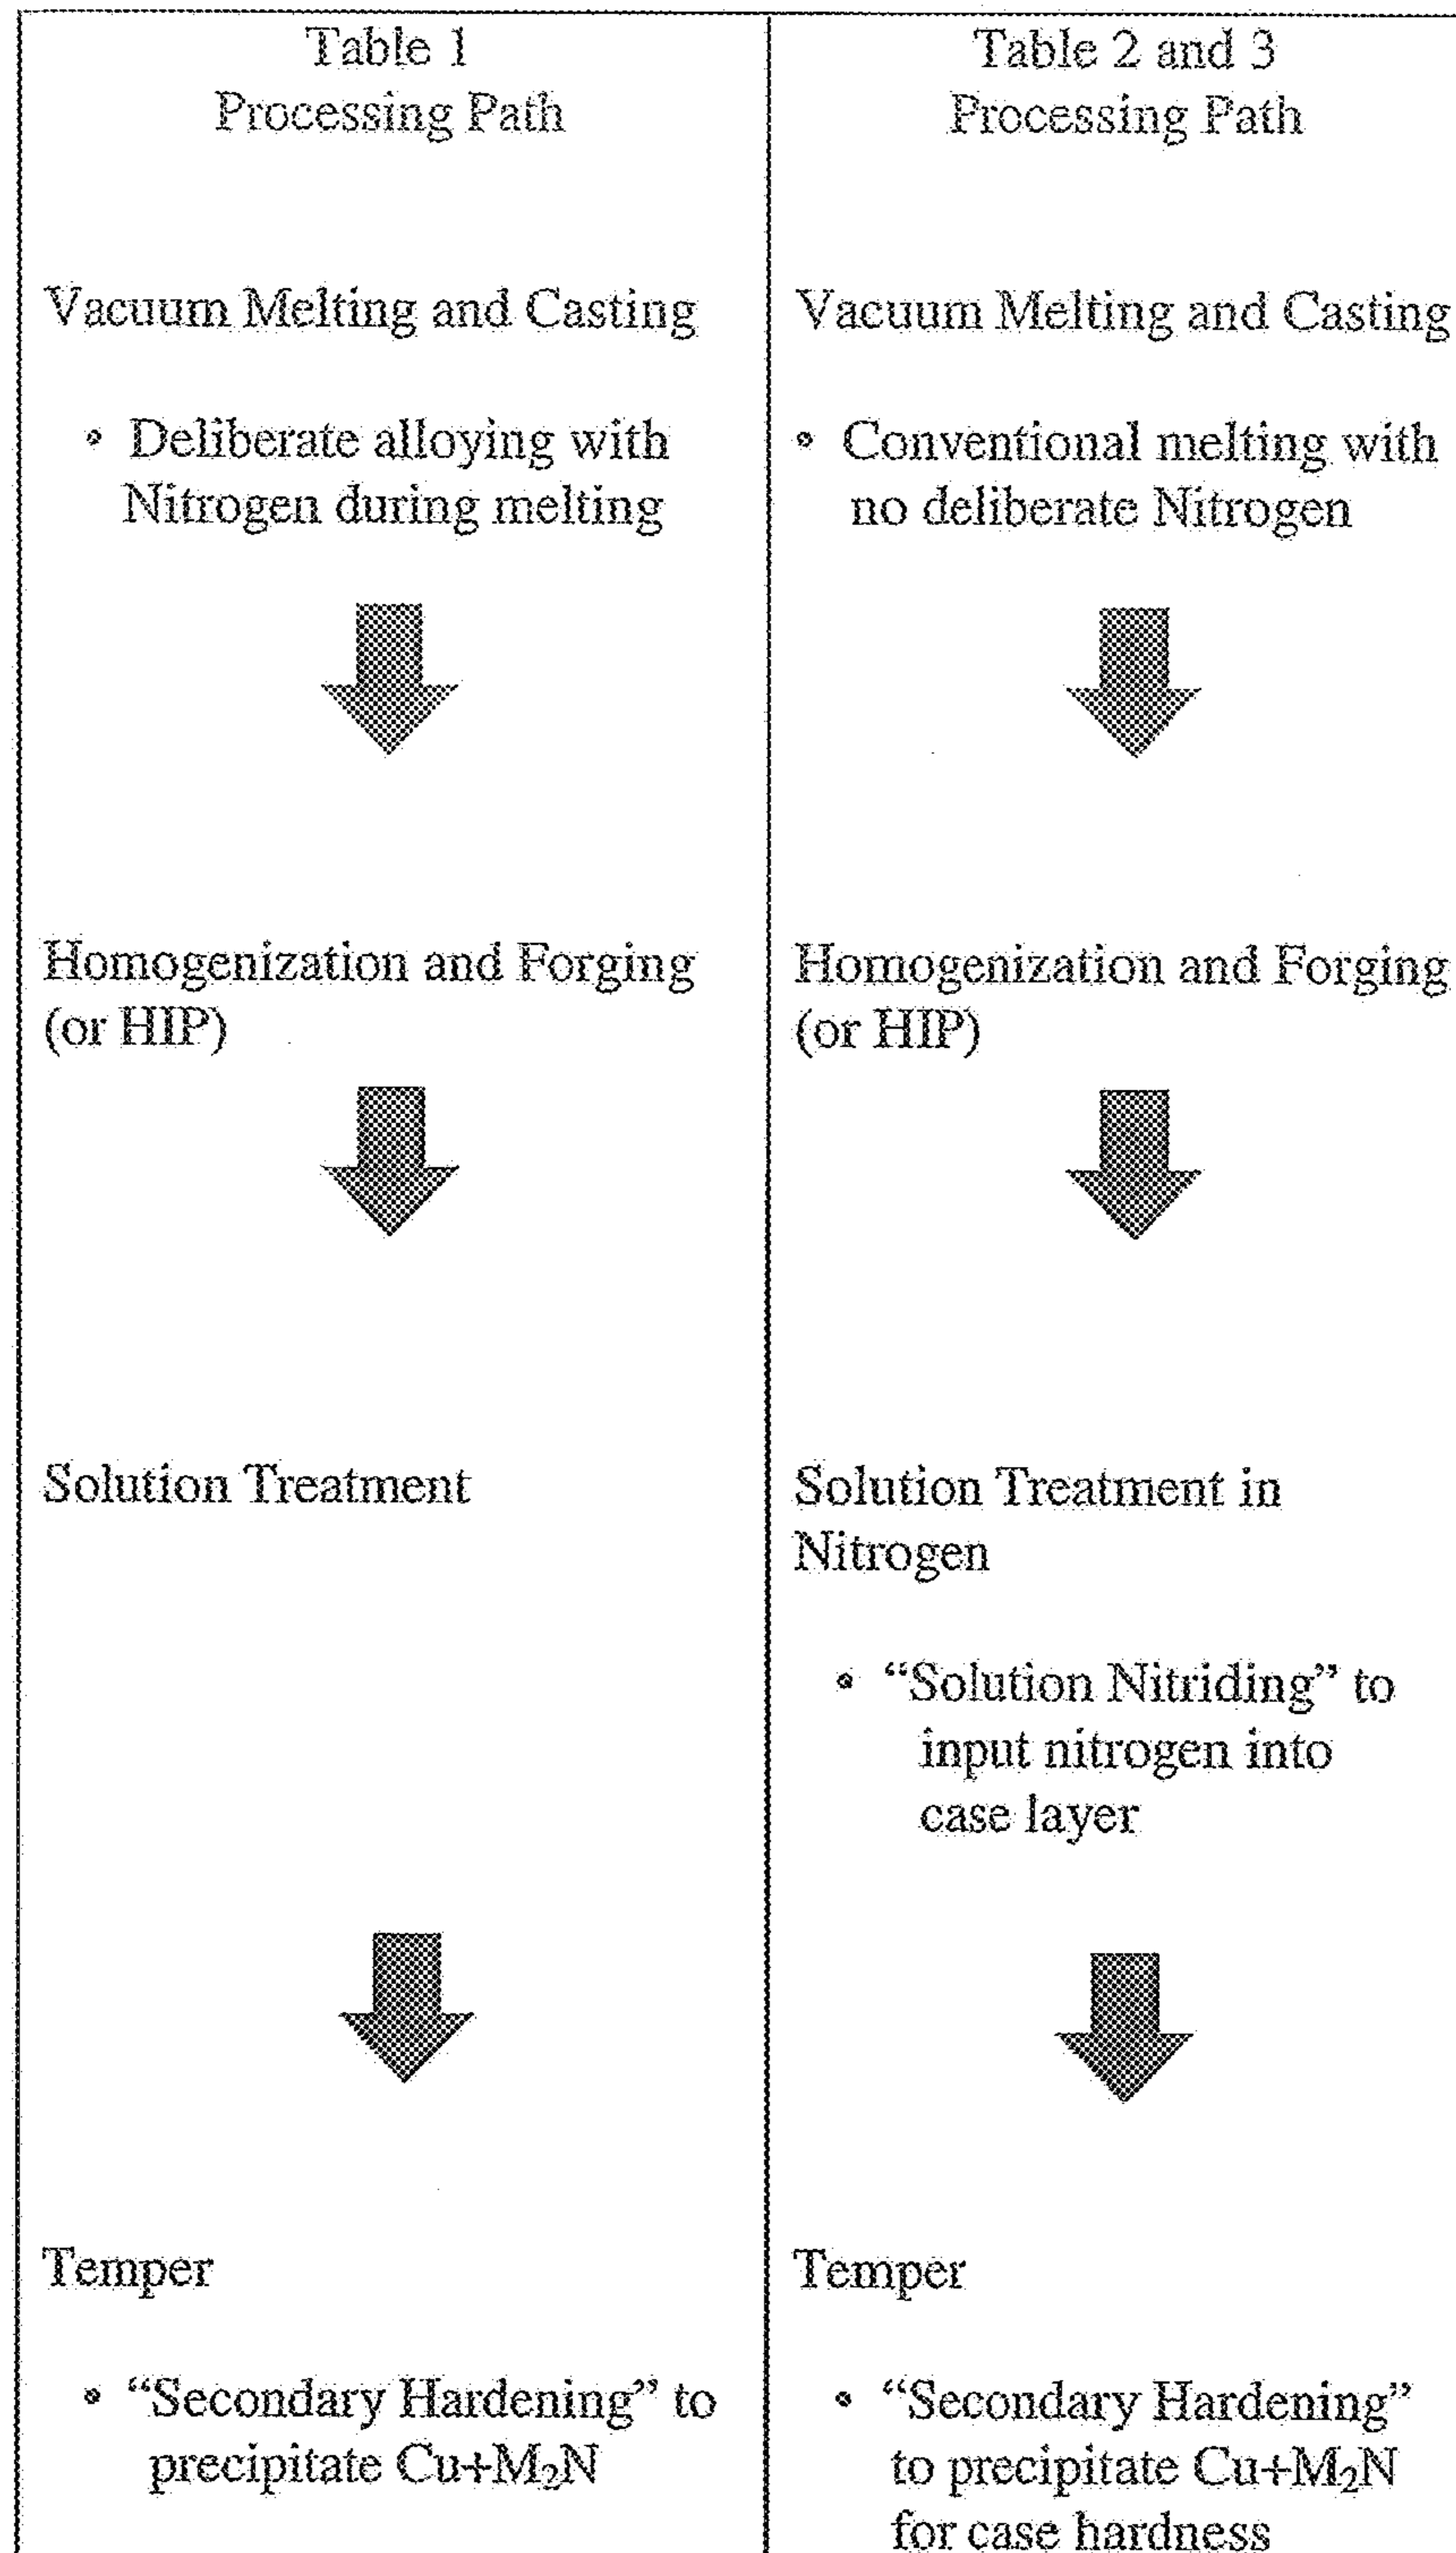 Table 1
Processing Path
Vacuum Melting and Casting
• Deliberate alloying with
Nitrogen during melting
Homogenization and Forging
(or HIP)
Solution Treatment
Temper
• “Secondary Hardening” to
precipitate Cu+M₂N
Table 2 and 3
Processing Path
Vacuum Melting and Casting
• Conventional melting with
no deliberate Nitrogen
Homogenization and Forging
(or HIP)
Solution Treatment in
Nitrogen
• “Solution Nitriding” to
input nitrogen into
case layer
Temper
• “Secondary Hardening”
to precipitate Cu+M₂N
for case hardness